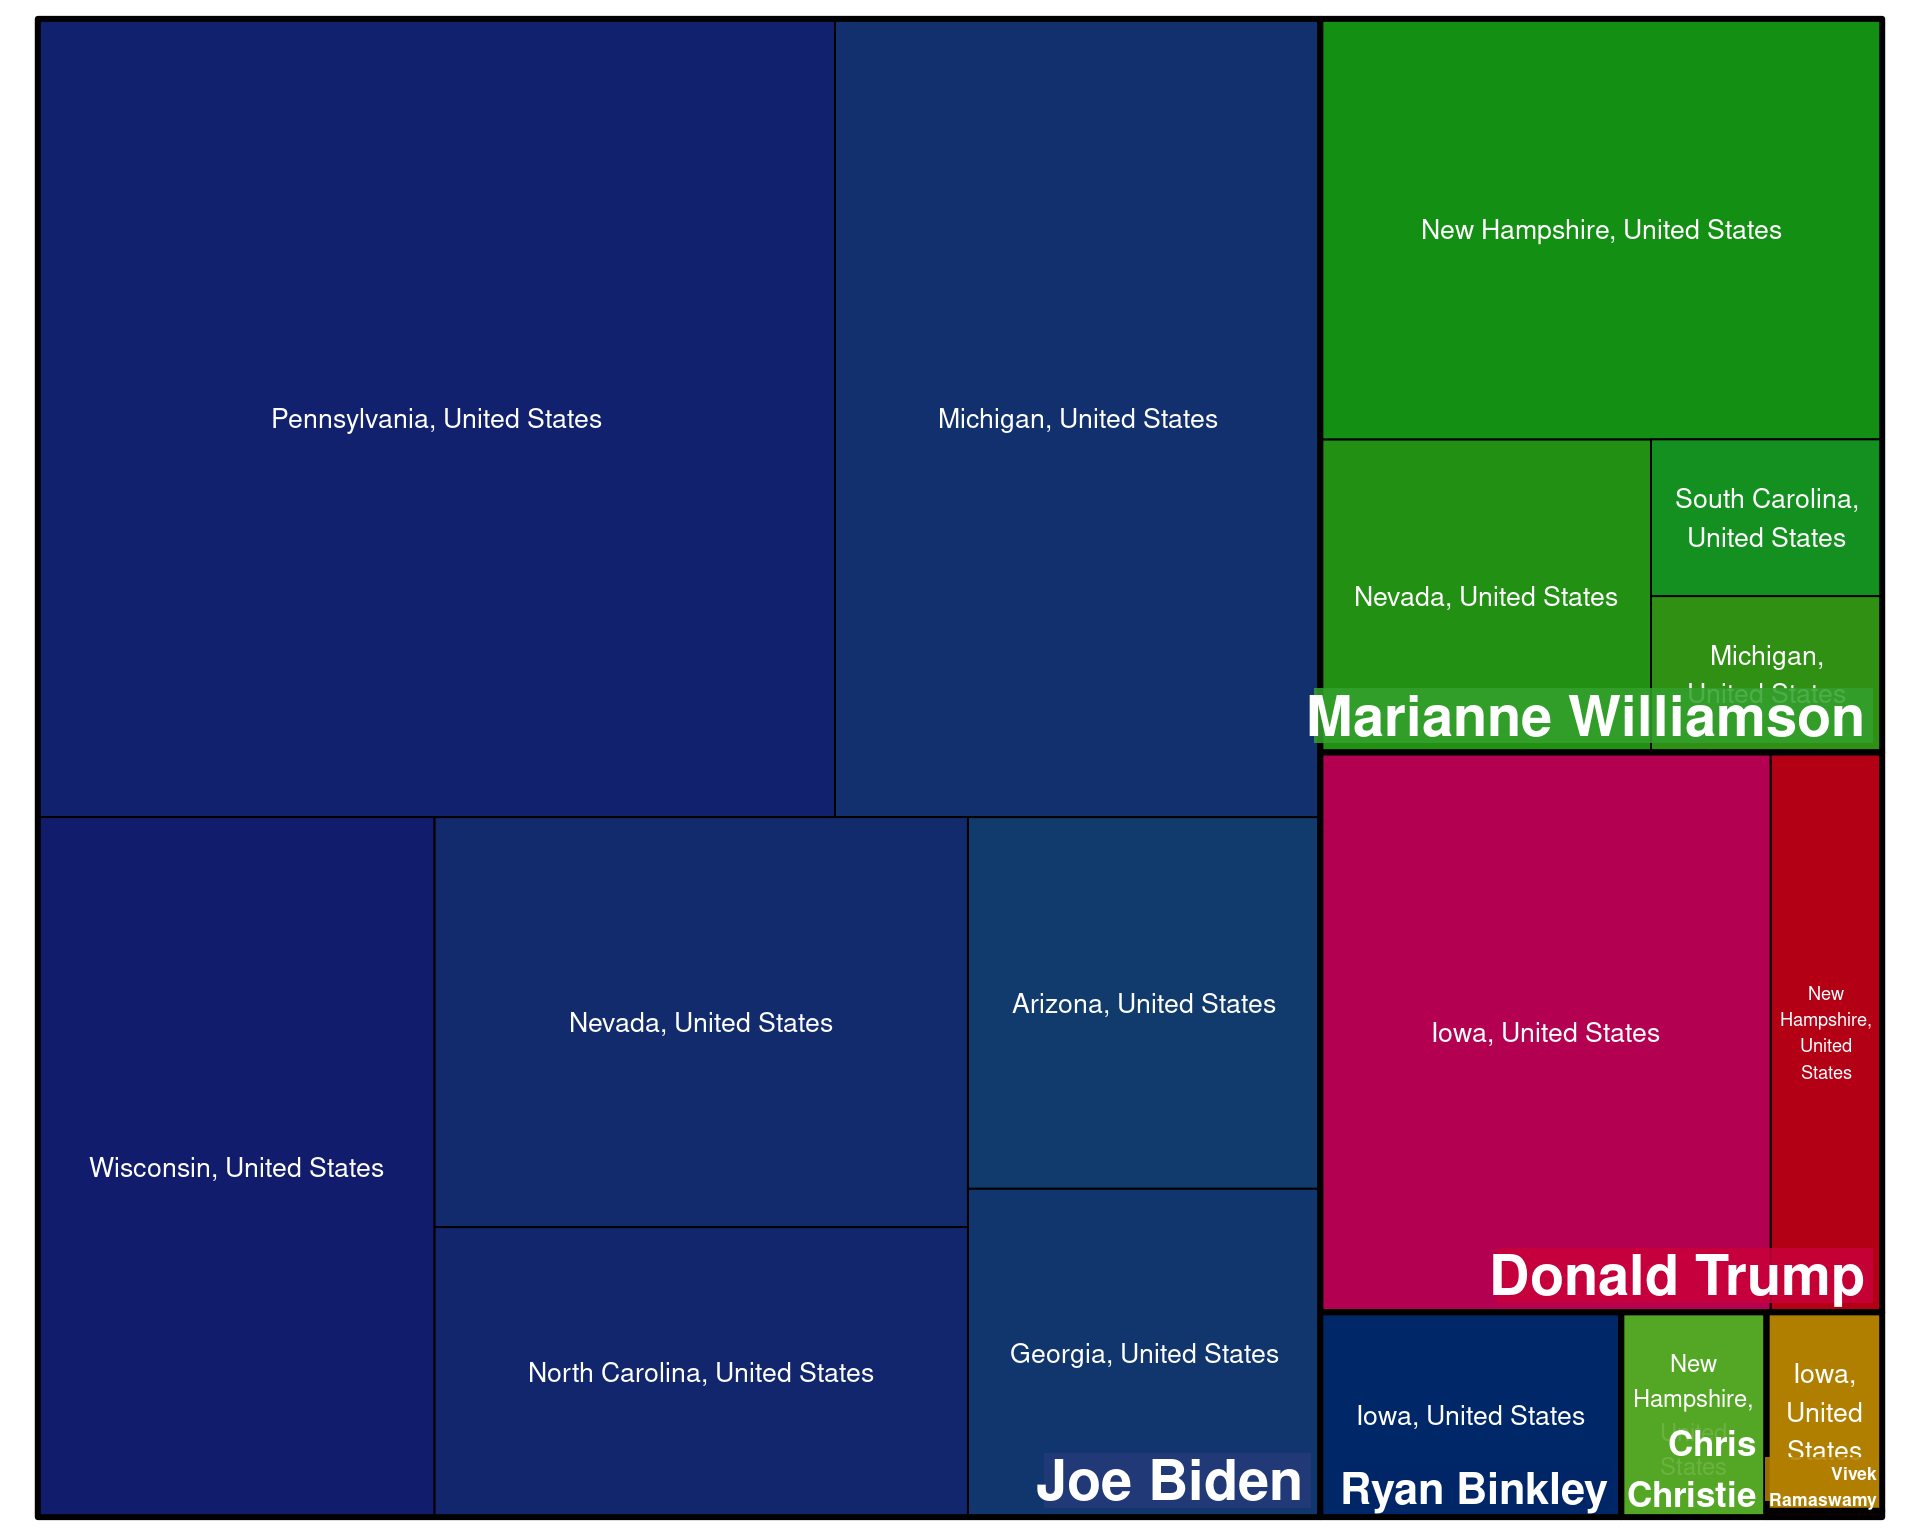 Pennsylvania, United States
Michigan, United States
Wisconsin, United States
Nevada, United States
North Carolina, United States
Arizona, United States
Georgia, United States
Joe Biden
New Hampshire, United States
Nevada, United States
South Carolina,
United States
Michigan,
United States
Marianne Williamson
Iowa, United States
New
Hampshire,
United
States
Donald Trump
Iowa, United States
Ryan Binkley
New
Hampshire,
United
States
Chris
Christie
Iowa,
United
States
Vivek
Ramaswamy